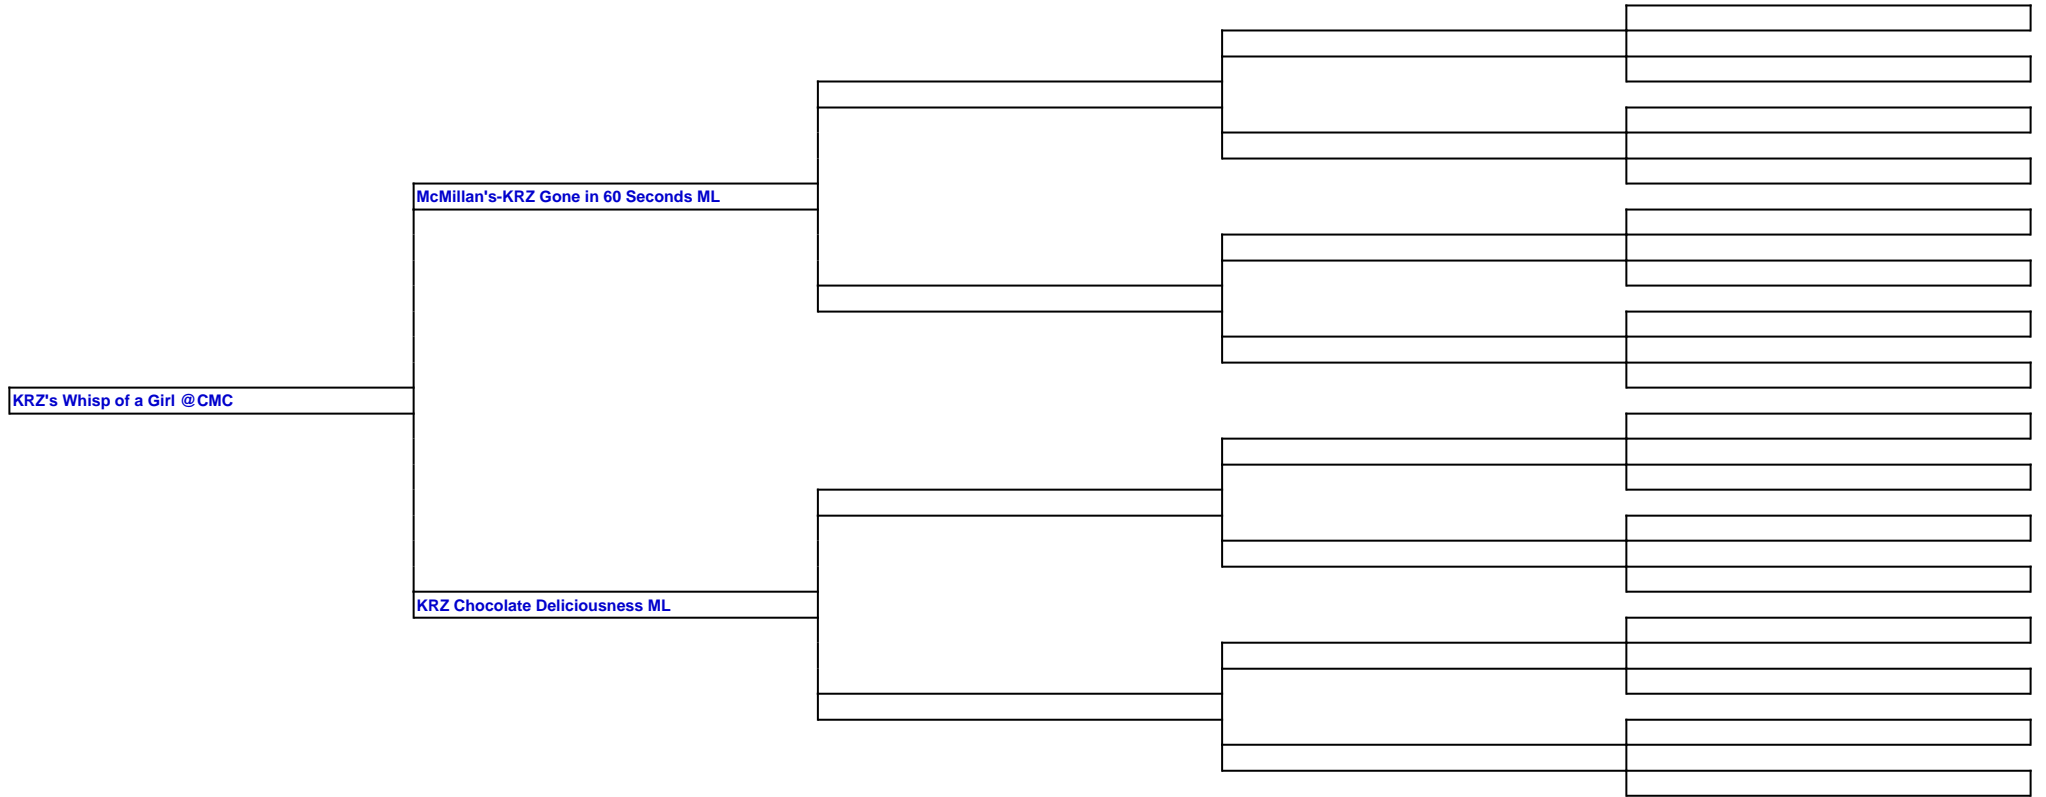 McMillan's-KRZ Gone in 60 Seconds ML
KRZ's Whisp of a Girl @CMC
KRZ Chocolate Deliciousness ML